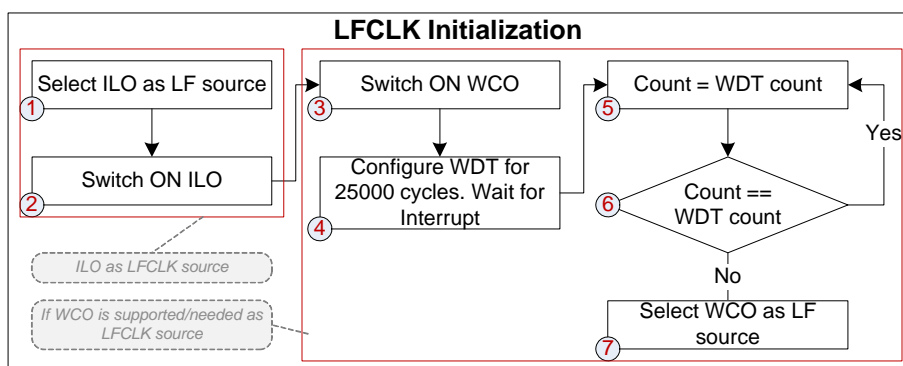 LFCLK Initialization
Select ILO as LF source
1
Switch ON ILO
2
ILO as LFCLK source
If WCO is supported/needed as
LFCLK source
Switch ON WCO
3
Configure WDT for
25000 cycles. Wait for
Interrupt
4
Count = WDT count
5
Yes
Count ==
WDT count
6
No
Select WCO as LF
source
7